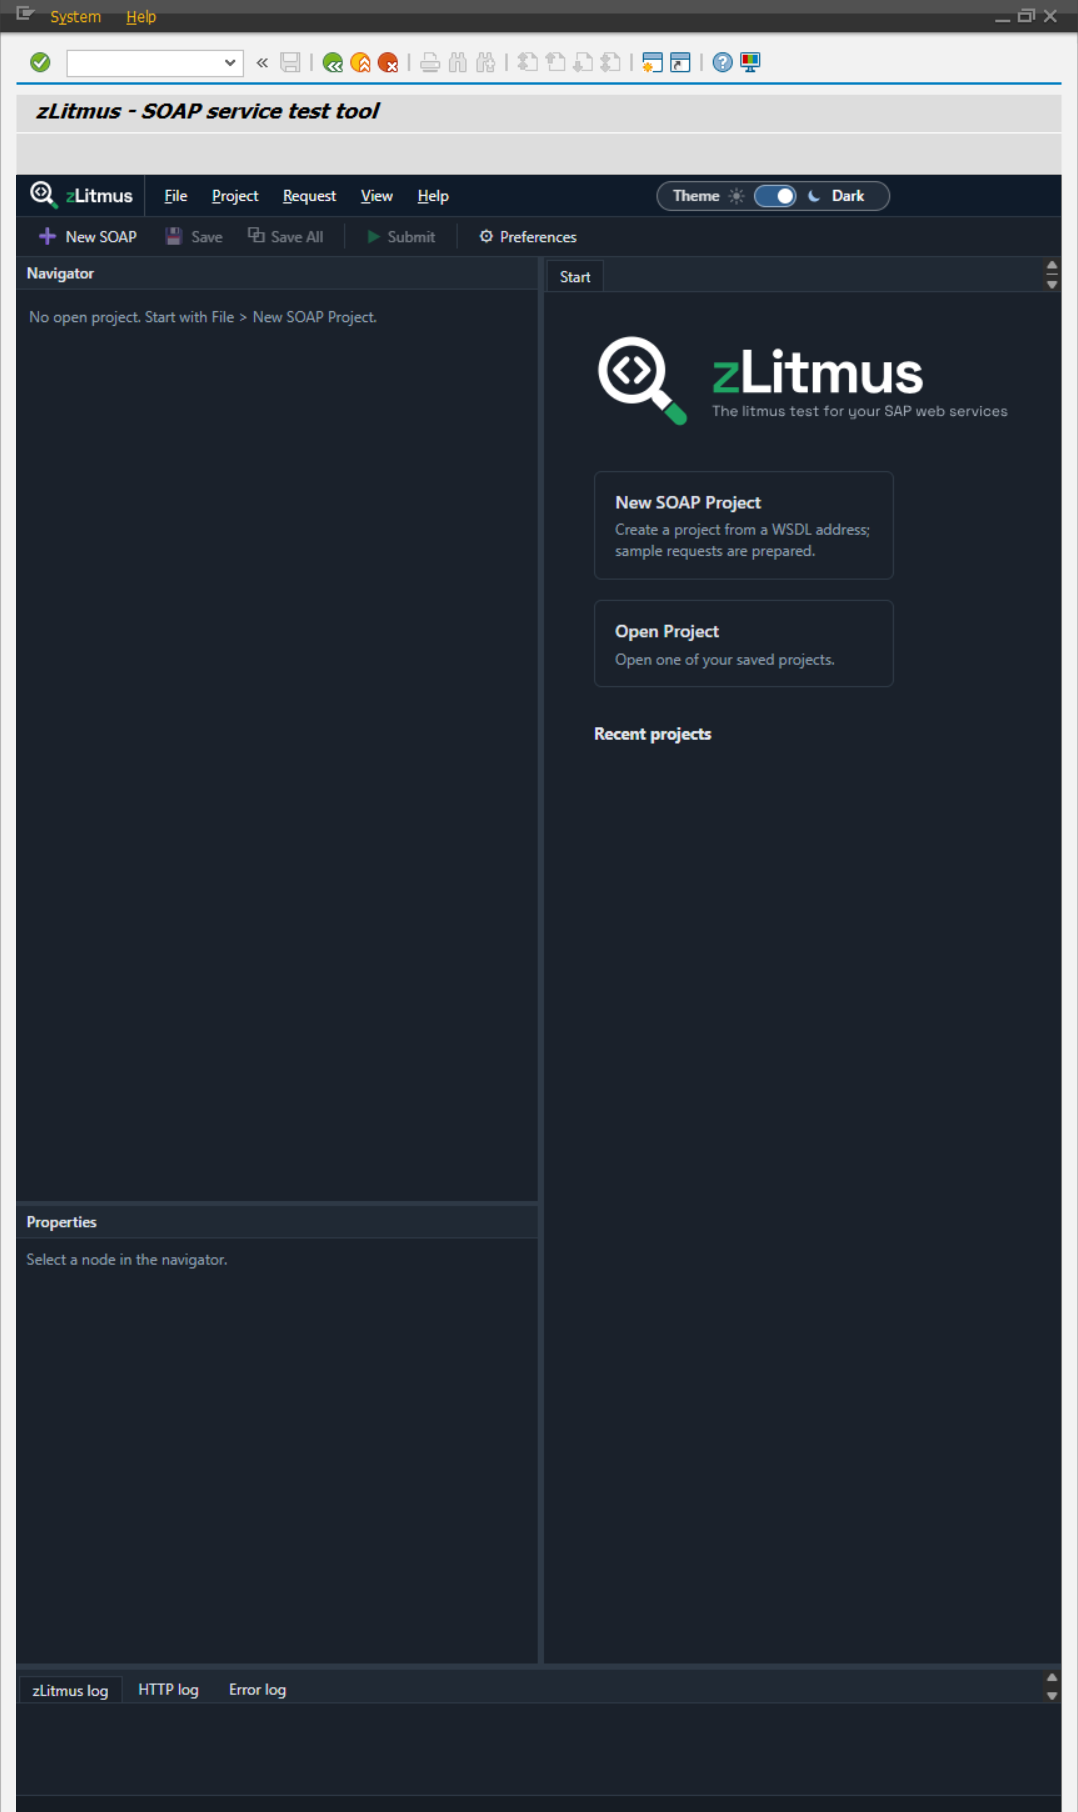 System Help
zLitmus - SOAP service test tool
zLitmus File Project Request View Help Theme Dark
New SOAP Save Save All Submit Preferences
Navigator
No open project. Start with File > New SOAP Project.
Start
zLitmus
The litmus test for your SAP web services
New SOAP Project
Create a project from a WSDL address;
sample requests are prepared.
Open Project
Open one of your saved projects.
Recent projects
Properties
Select a node in the navigator.
zLitmus log HTTP log Error log